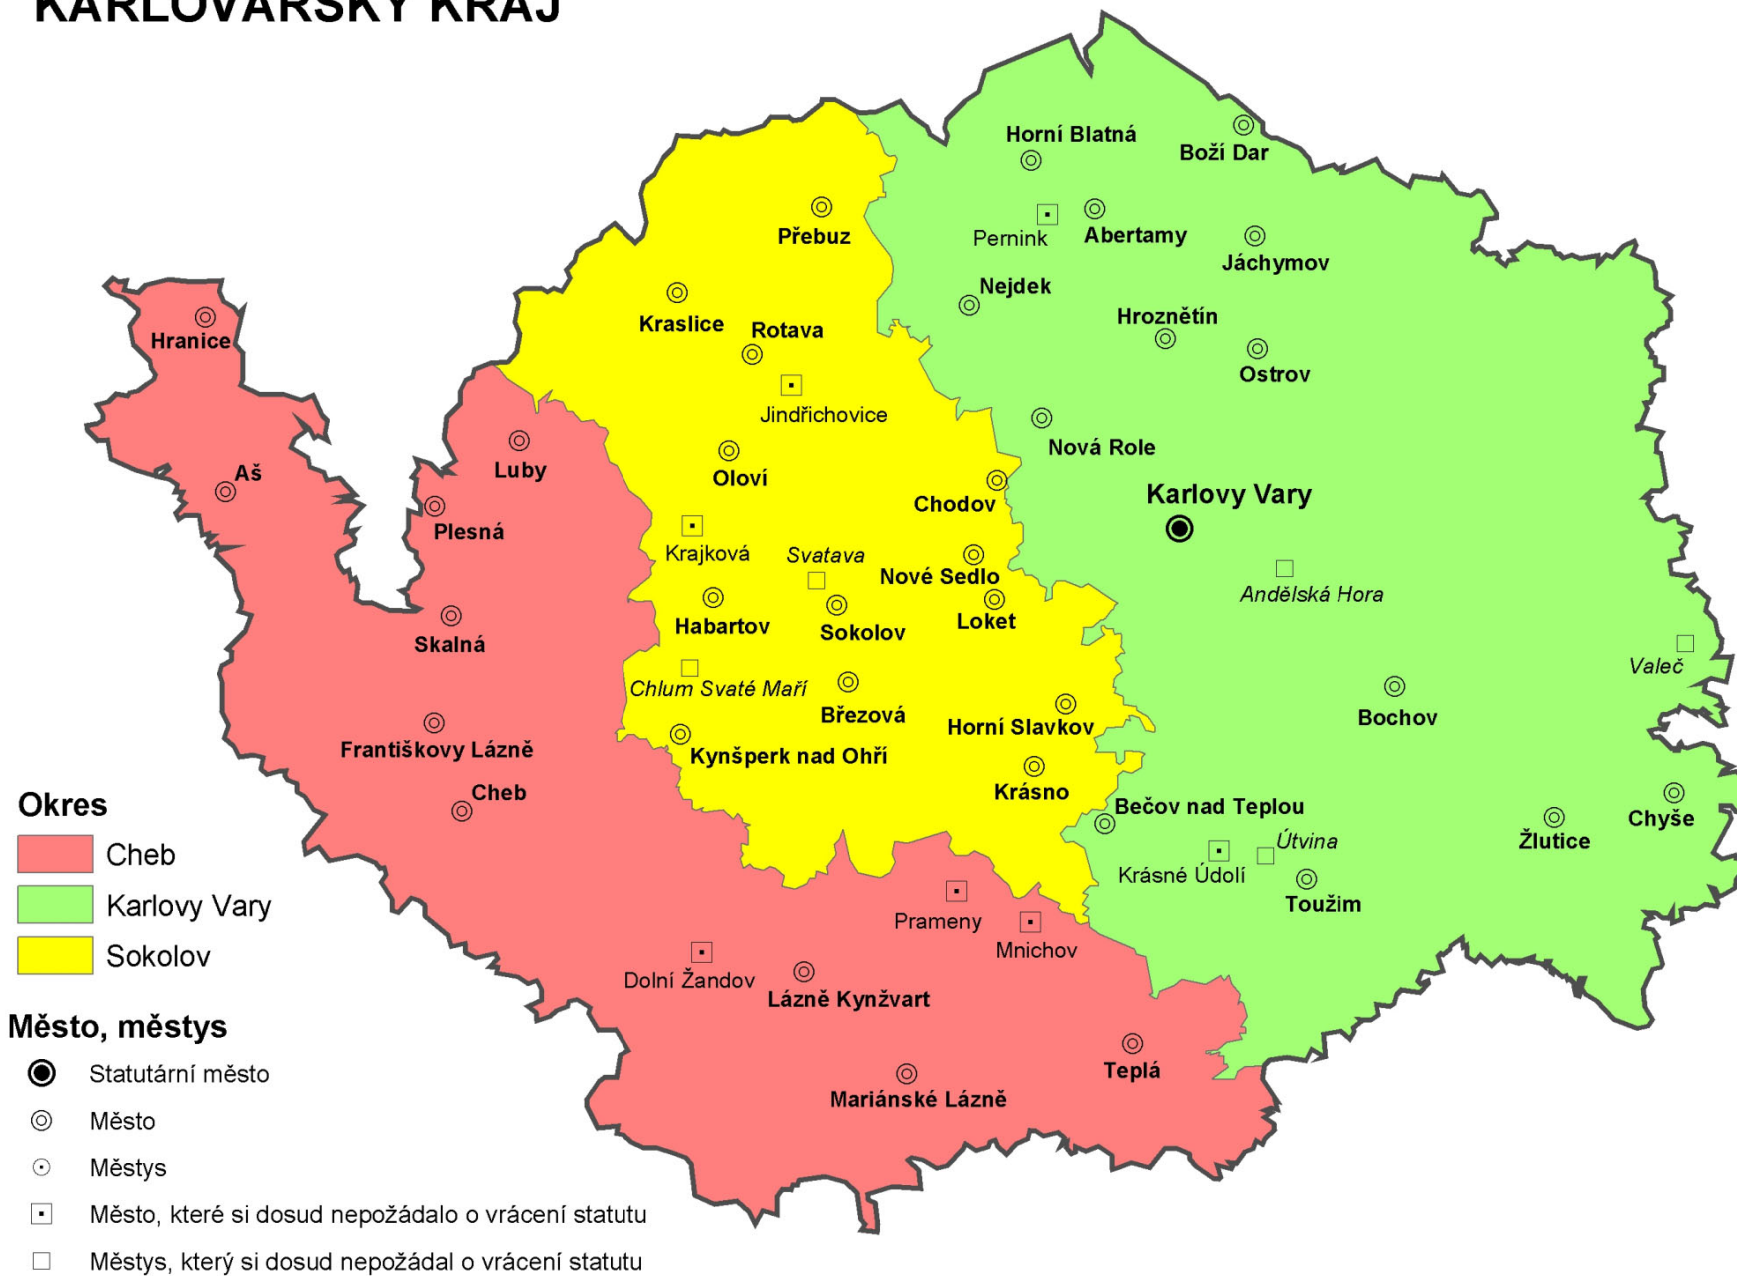 KARLOVARSKÝ KRAJ
Horní Blatná
Boží Dar
Přebuz
Pernink
Abertamy
Jáchymov
Nejdek
Hroznětín
Ostrov
Kraslice
Rotava
Hranice
Jindřichovice
Nová Role
Luby
Oloví
Aš
Chodov
Karlovy Vary
Plesná
Krajková
Svatava
Nové Sedlo
Andělská Hora
Habartov
Sokolov
Loket
Skalná
Valeč
Chlum Svaté Maří
Březová
Horní Slavkov
Bochov
Františkovy Lázně
Kynšperk nad Ohří
Cheb
Krásno
Bečov nad Teplou
Chyše
Žlutice
Útvina
Krásné Údolí
Toužim
Prameny
Mnichov
Dolní Žandov
Lázně Kynžvart
Teplá
Mariánské Lázně
Okres
Cheb
Karlovy Vary
Sokolov
Město, městys
Statutární město
Město
Městys
Město, které si dosud nepožádalo o vrácení statutu
Městys, který si dosud nepožádal o vrácení statutu